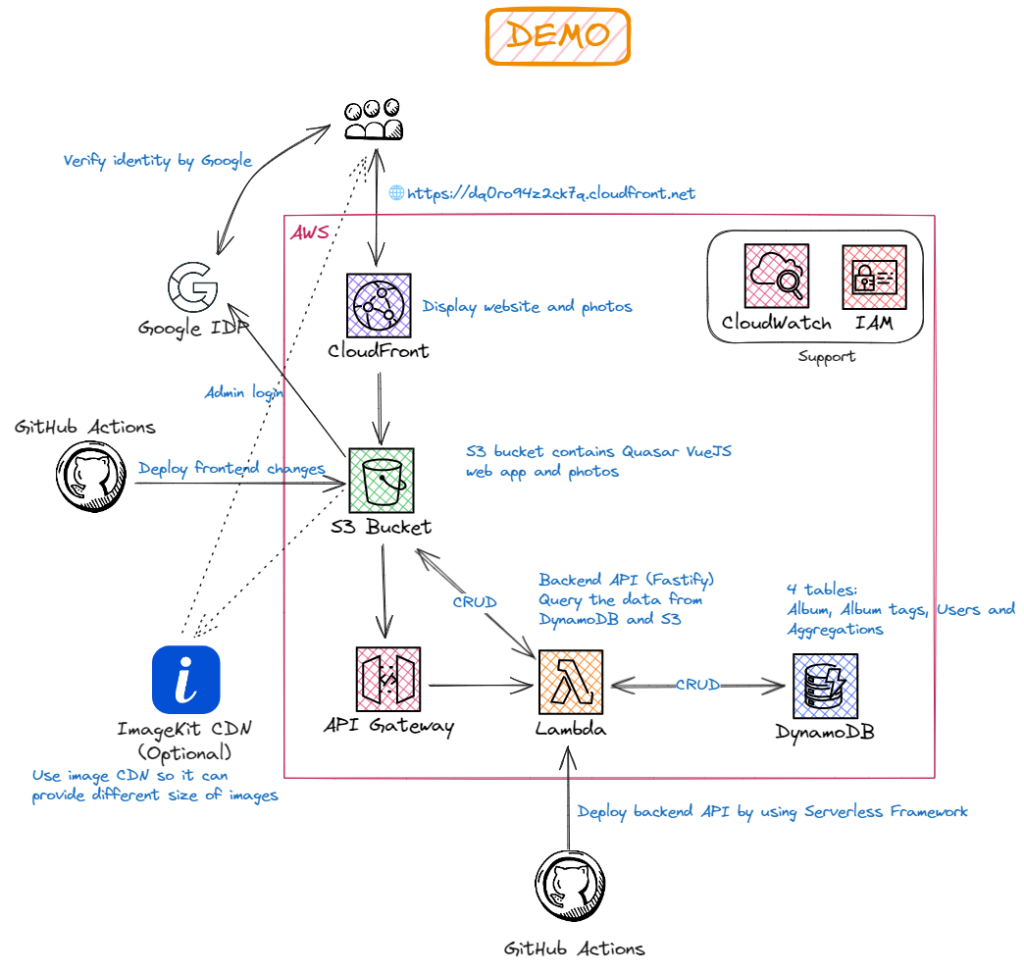 DEMO
Verify identity by Google
https://dq0ro94z2ck7q.cloudfront.net
AWS
CloudWatch
IAM
Support
Google IDP
Display website and photos
CloudFront
Admin login
GitHub Actions
Deploy frontend changes
S3 bucket contains Quasar VueJS
web app and photos
S3 Bucket
CRUD
Backend API (Fastify)
Query the data from
DynamoDB and S3
4 tables:
Album, Album tags, Users and
Aggregations
i
API Gateway
Lambda
CRUD
DynamoDB
ImageKit CDN
(Optional)
Use image CDN so it can
provide different size of images
Deploy backend API by using Serverless Framework
GitHub Actions